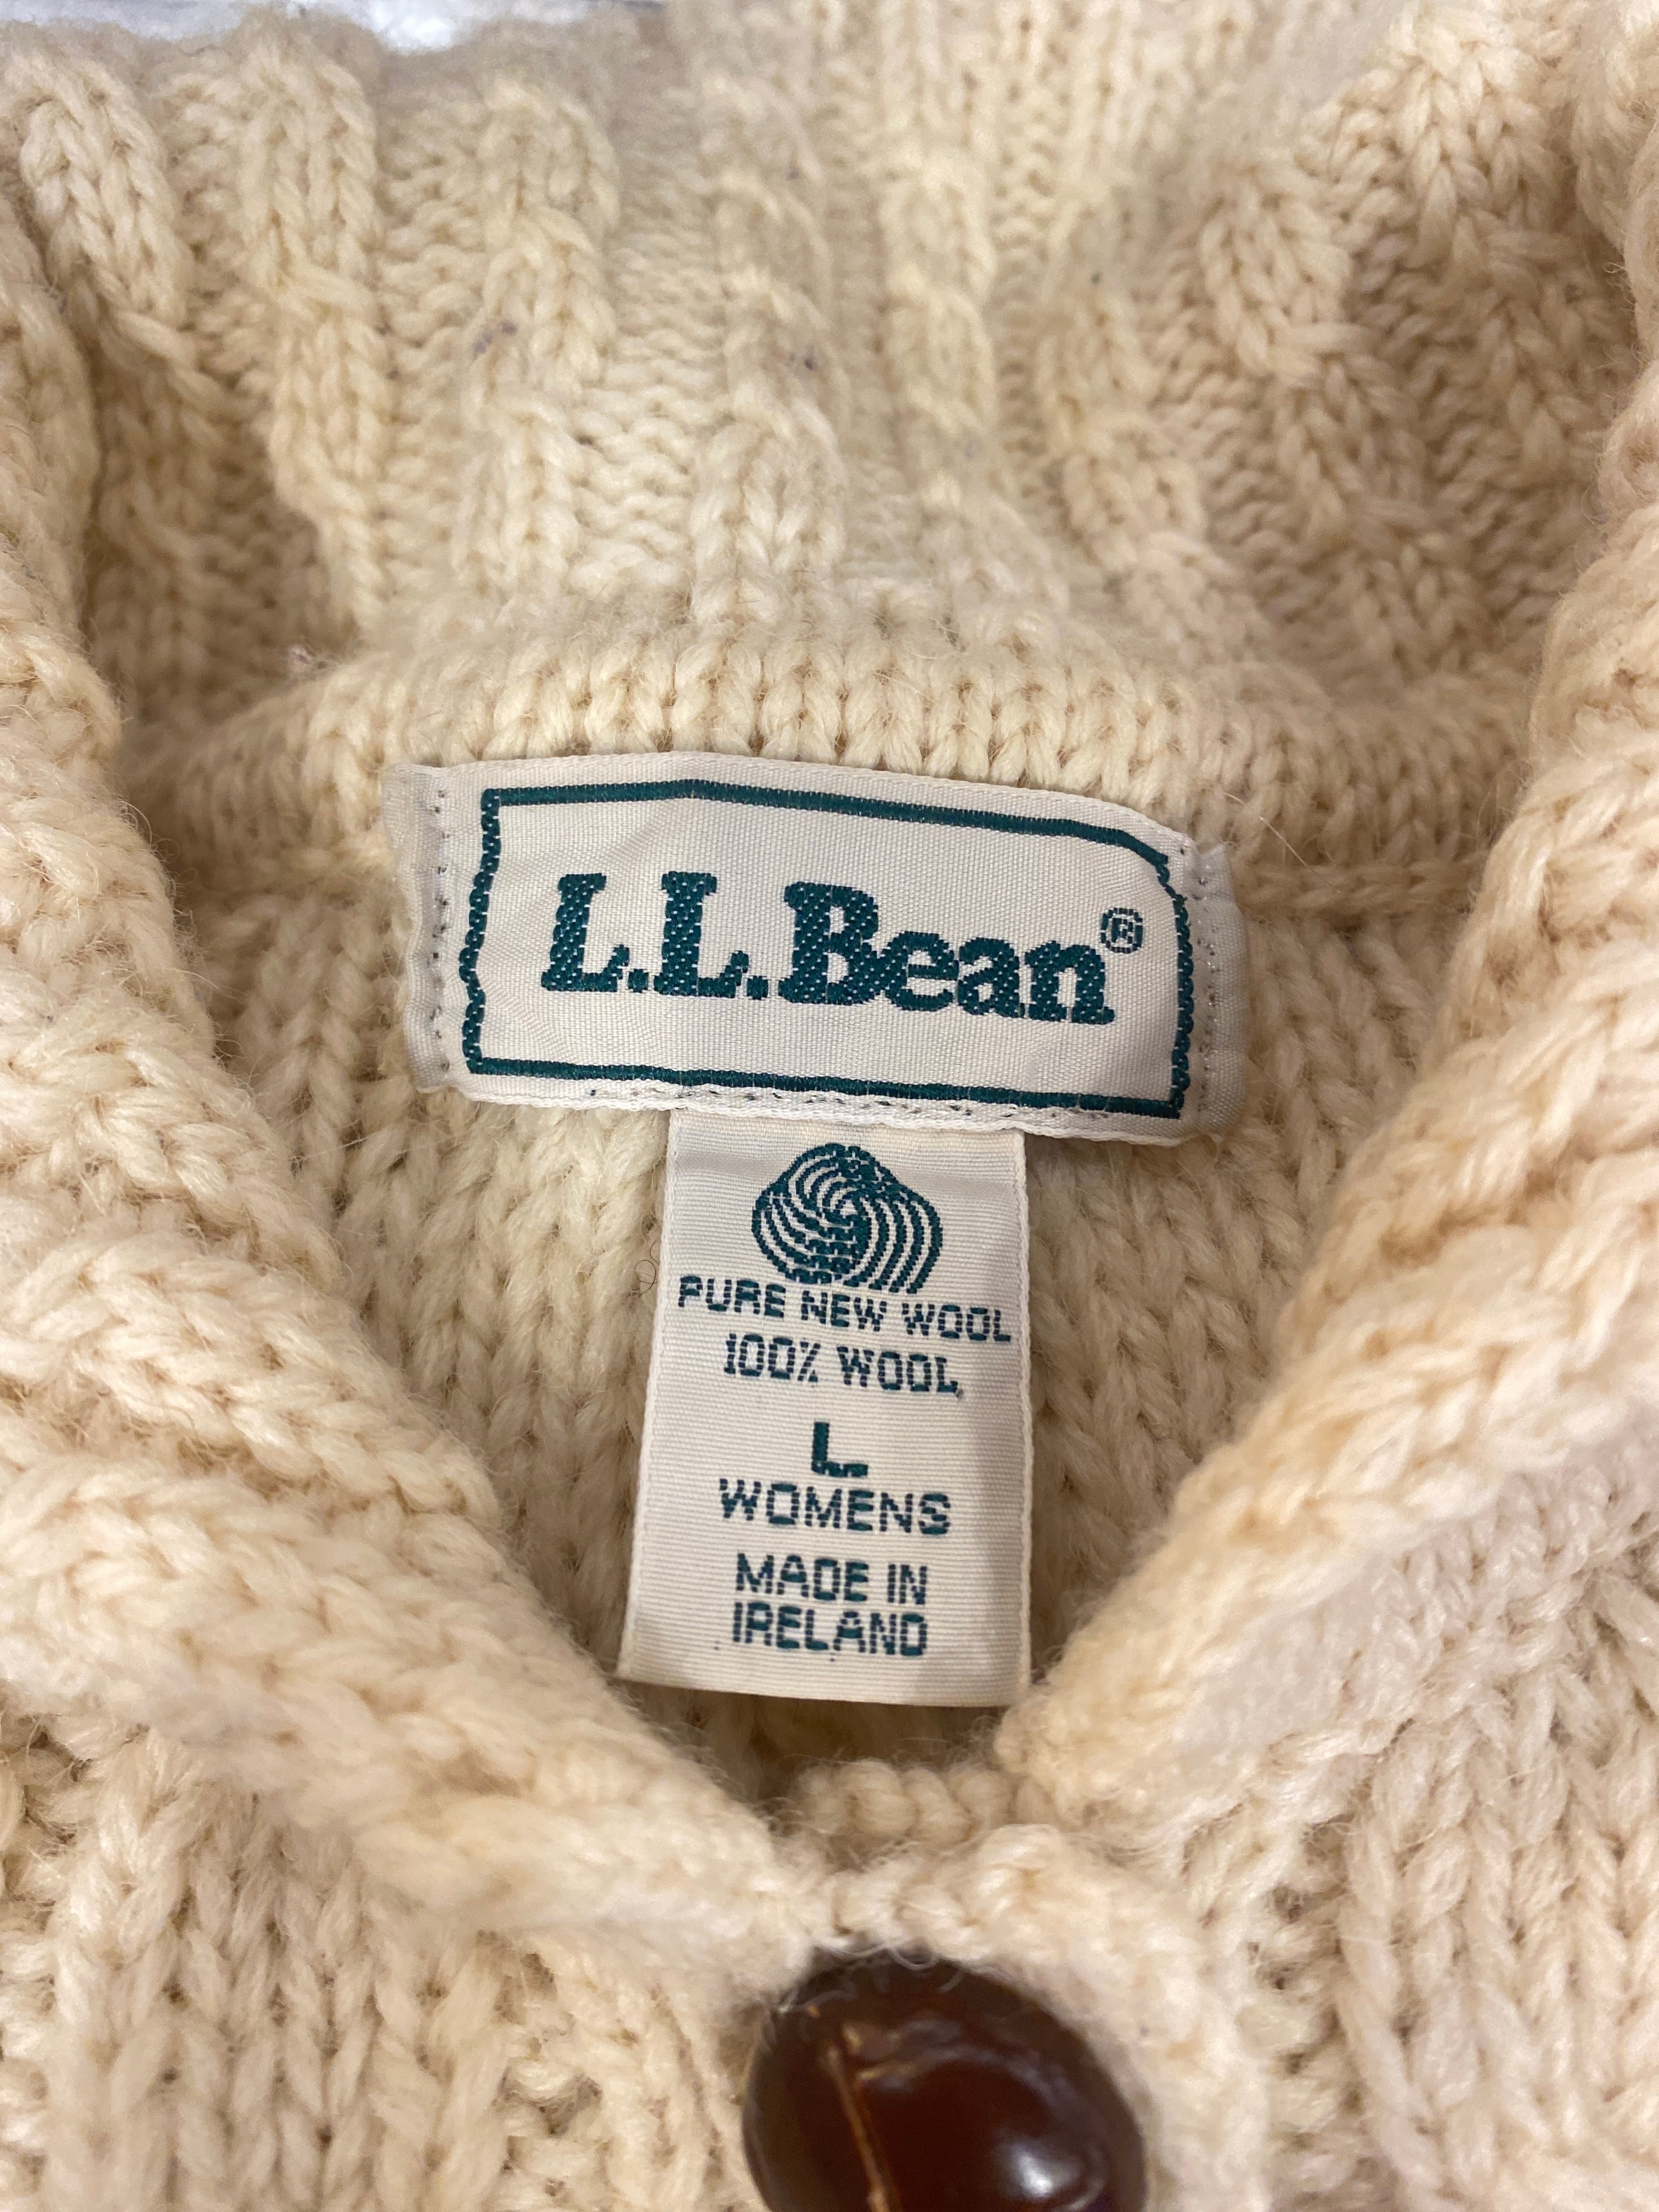 L.L.Bean®
PURE NEW WOOL
100% WOOL
L
WOMENS
MADE IN
IRELAND